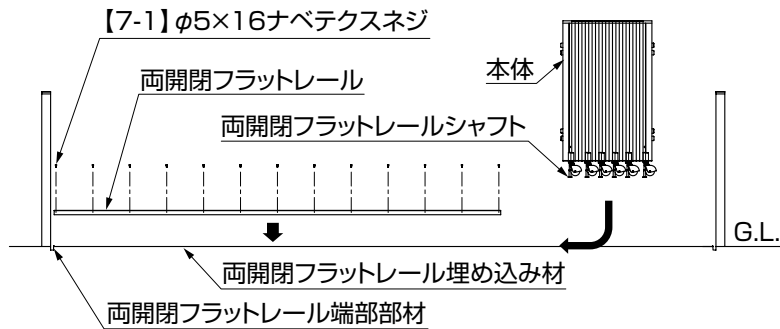 【7-1】φ5×16ナベテクスネジ
本体
両開閉フラットレール
両開閉フラットレールシャフト
G.L.
両開閉フラットレール埋め込み材
両開閉フラットレール端部部材